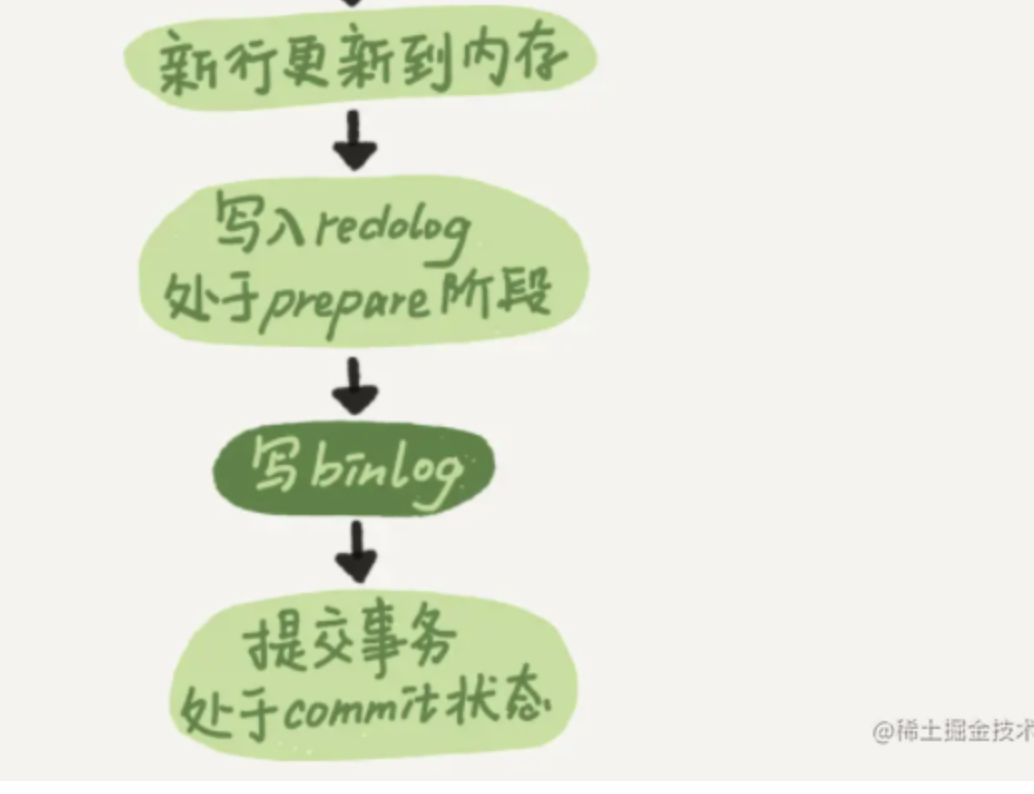 新行更新到内存
写入redolog
处于prepare阶段
写binlog
提交事务
处于commit状态
@稀土掘金技术